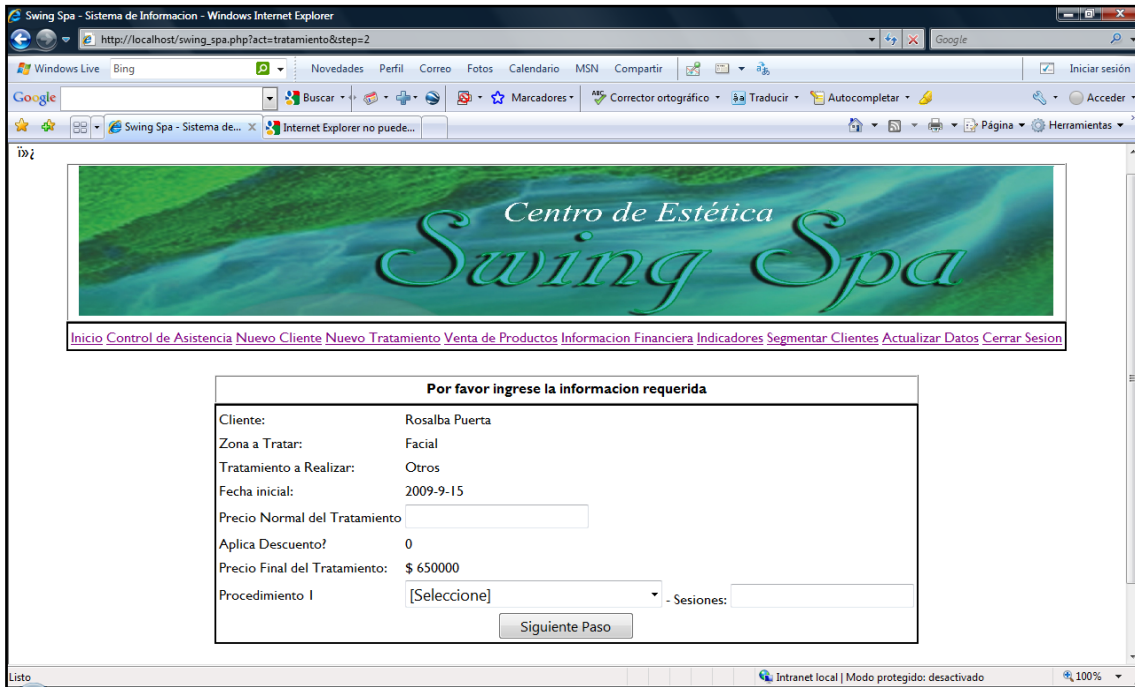 Swing Spa - Sistema de Informacion - Windows Internet Explorer
http://localhost/swing_spa.php?act=tratamiento&step=2
Google
Windows Live Bing Novedades Perfil Correo Fotos Calendario MSN Compartir Iniciar sesión
Google Buscar Marcadores Corrector ortográfico Traducir Autocompletar Acceder
Swing Spa - Sistema de... Internet Explorer no puede... Página Herramientas
ï»¿
Centro de Estética
Swing Spa
Inicio Control de Asistencia Nuevo Cliente Nuevo Tratamiento Venta de Productos Informacion Financiera Indicadores Segmentar Clientes Actualizar Datos Cerrar Sesion
Por favor ingrese la informacion requerida
Cliente: Rosalba Puerta
Zona a Tratar: Facial
Tratamiento a Realizar: Otros
Fecha inicial: 2009-9-15
Precio Normal del Tratamiento
Aplica Descuento? 0
Precio Final del Tratamiento: $ 650000
Procedimiento 1 [Seleccione] - Sesiones:
Siguiente Paso
Listo Intranet local | Modo protegido: desactivado 100%